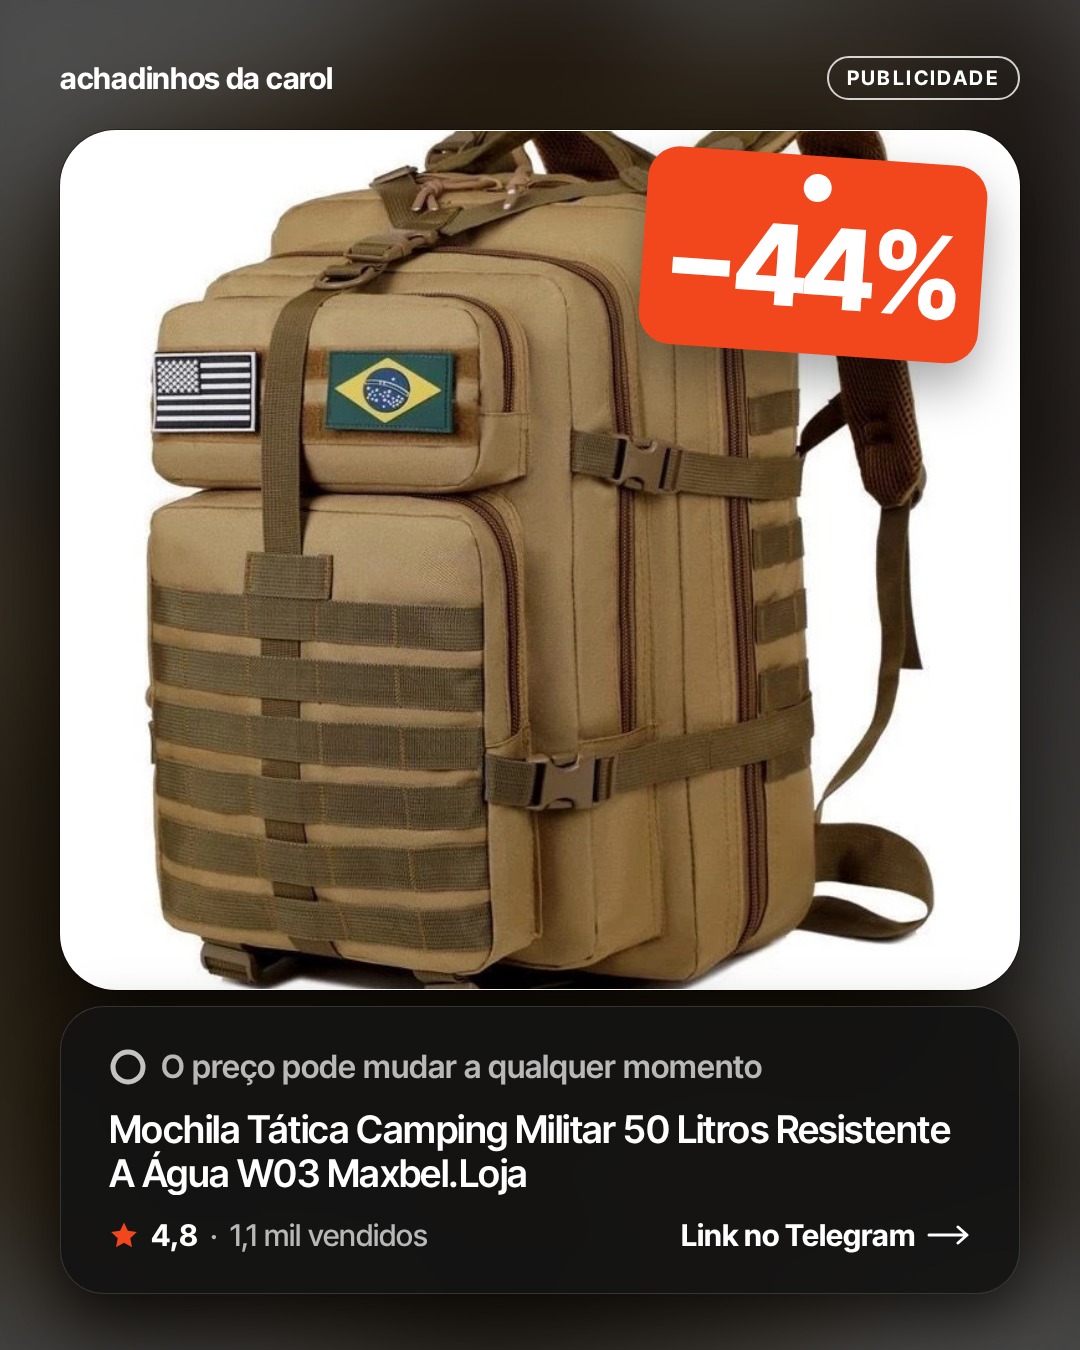 achadinhos da carol
PUBLICIDADE
–44%
O preço pode mudar a qualquer momento
Mochila Tática Camping Militar 50 Litros Resistente
A Água W03 Maxbel.Loja
4,8 · 1,1 mil vendidos
Link no Telegram →